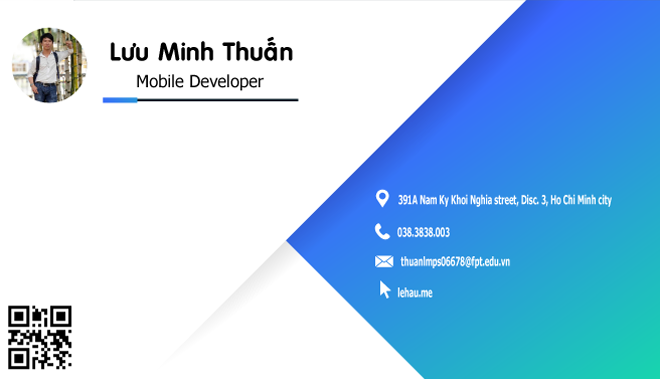 Lưu Minh Thuấn
Mobile Developer
391A Nam Ky Khoi Nghia street, Disc. 3, Ho Chi Minh city
038.3838.003
thuanlmps06678@fpt.edu.vn
lehau.me